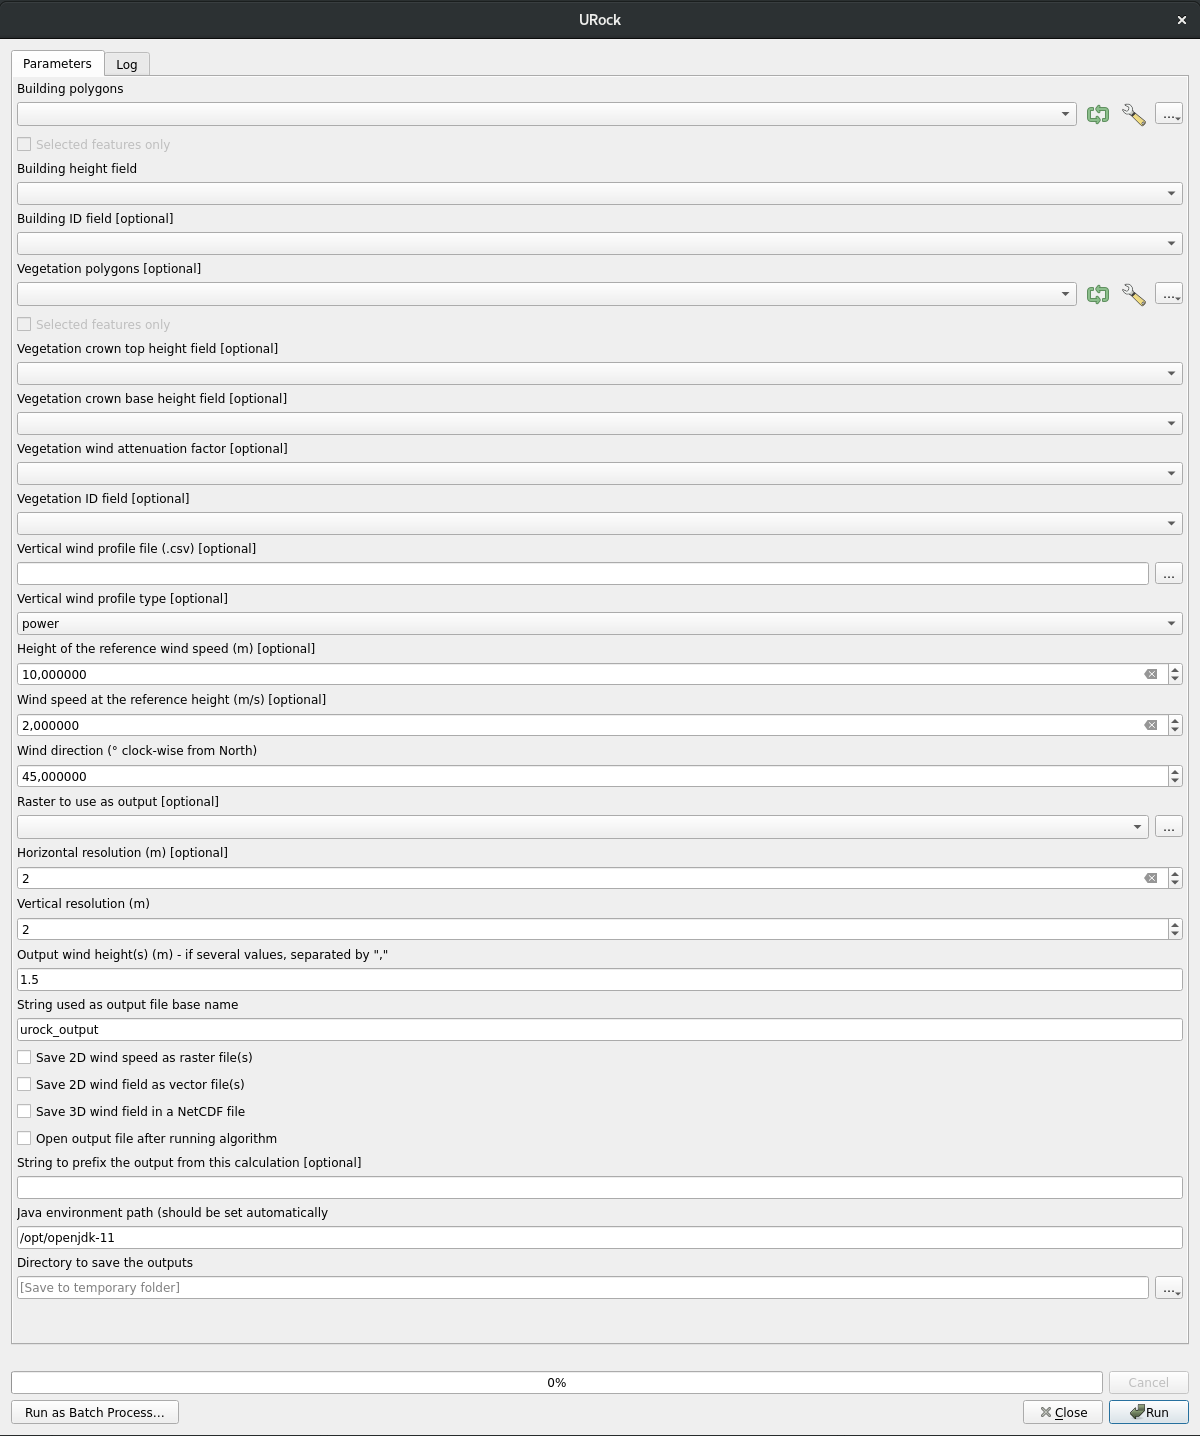 URock
Parameters
Log
Building polygons
...
Selected features only
Building height field
Building ID field [optional]
Vegetation polygons [optional]
...
Selected features only
Vegetation crown top height field [optional]
Vegetation crown base height field [optional]
Vegetation wind attenuation factor [optional]
Vegetation ID field [optional]
Vertical wind profile file (.csv) [optional]
...
Vertical wind profile type [optional]
power
Height of the reference wind speed (m) [optional]
10,000000
Wind speed at the reference height (m/s) [optional]
2,000000
Wind direction (° clock-wise from North)
45,000000
Raster to use as output [optional]
...
Horizontal resolution (m) [optional]
2
Vertical resolution (m)
2
Output wind height(s) (m) - if several values, separated by ","
1.5
String used as output file base name
urock_output
Save 2D wind speed as raster file(s)
Save 2D wind field as vector file(s)
Save 3D wind field in a NetCDF file
Open output file after running algorithm
String to prefix the output from this calculation [optional]
Java environment path (should be set automatically
/opt/openjdk-11
Directory to save the outputs
[Save to temporary folder]
...
0%
Cancel
Run as Batch Process...
Close
Run